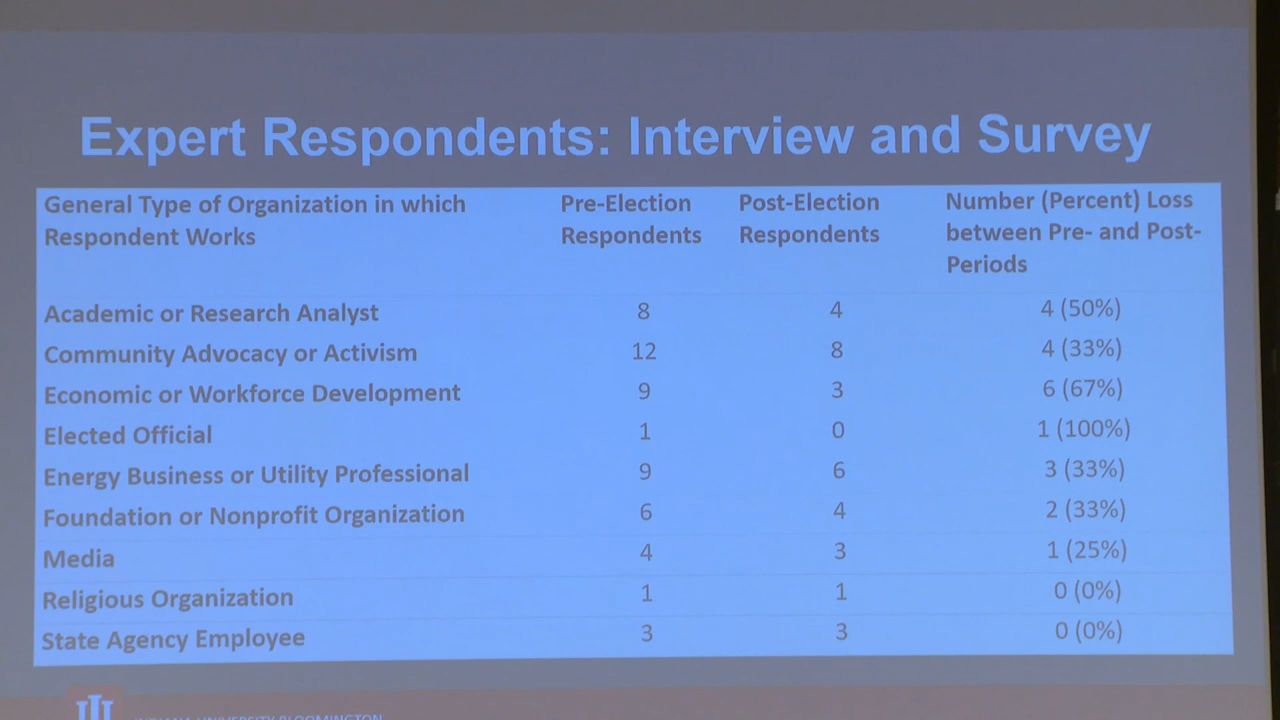 Expert Respondents: Interview and Survey
General Type of Organization in which Respondent Works Pre-Election Respondents Post-Election Respondents Number (Percent) Loss between Pre- and Post-Periods
Academic or Research Analyst 8 4 4 (50%)
Community Advocacy or Activism 12 8 4 (33%)
Economic or Workforce Development 9 3 6 (67%)
Elected Official 1 0 1 (100%)
Energy Business or Utility Professional 9 6 3 (33%)
Foundation or Nonprofit Organization 6 4 2 (33%)
Media 4 3 1 (25%)
Religious Organization 1 1 0 (0%)
State Agency Employee 3 3 0 (0%)
INDIANA UNIVERSITY BLOOMINGTON